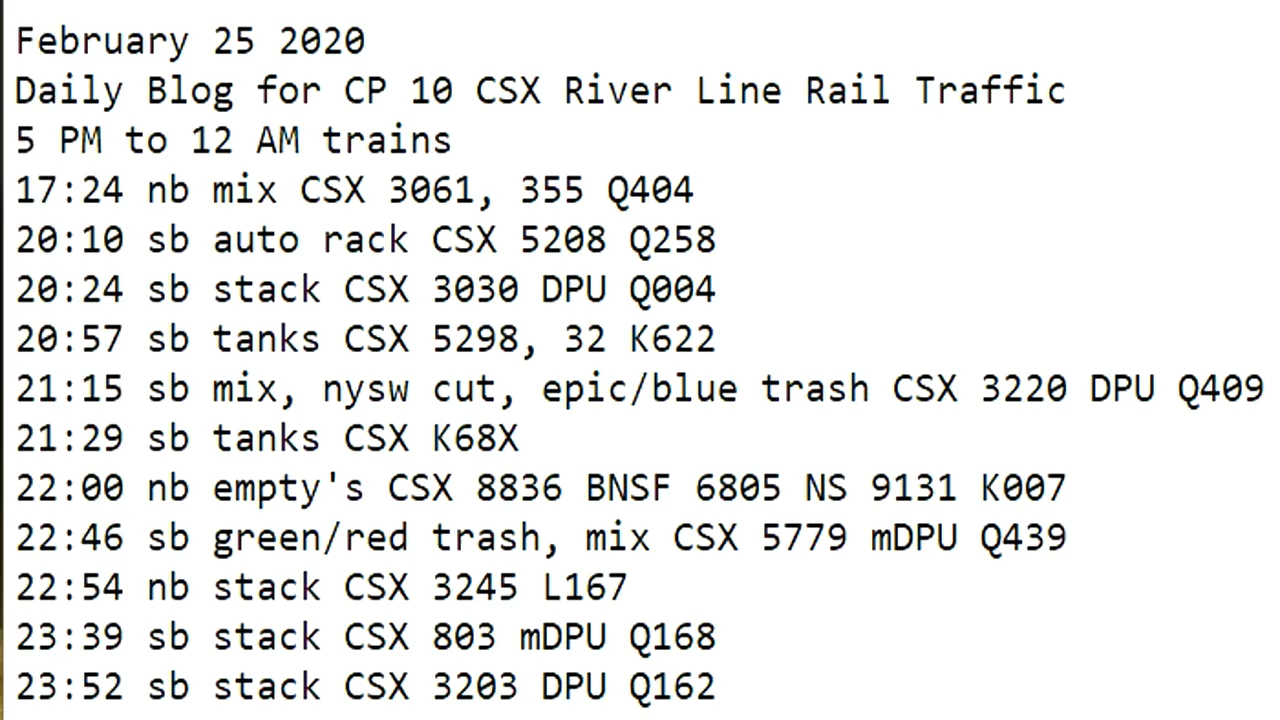 February 25 2020
Daily Blog for CP 10 CSX River Line Rail Traffic
5 PM to 12 AM trains
17:24 nb mix CSX 3061, 355 Q404
20:10 sb auto rack CSX 5208 Q258
20:24 sb stack CSX 3030 DPU Q004
20:57 sb tanks CSX 5298, 32 K622
21:15 sb mix, nysw cut, epic/blue trash CSX 3220 DPU Q409
21:29 sb tanks CSX K68X
22:00 nb empty's CSX 8836 BNSF 6805 NS 9131 K007
22:46 sb green/red trash, mix CSX 5779 mDPU Q439
22:54 nb stack CSX 3245 L167
23:39 sb stack CSX 803 mDPU Q168
23:52 sb stack CSX 3203 DPU Q162